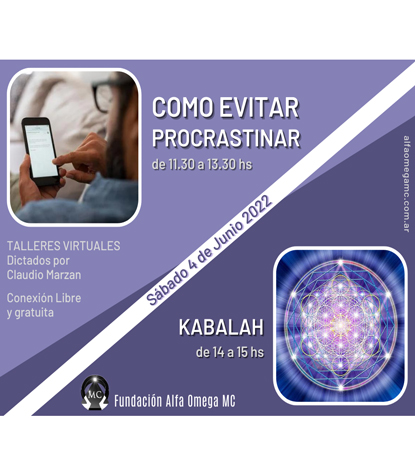 COMO EVITAR
PROCRASTINAR
de 11.30 a 13.30 hs
alfaomegamc.com.ar
TALLERES VIRTUALES
Dictados por
Claudio Marzan
Conexión Libre
y gratuita
Sábado 4 de Junio 2022
KABALAH
de 14 a 15 hs
MC
Fundación Alfa Omega MC